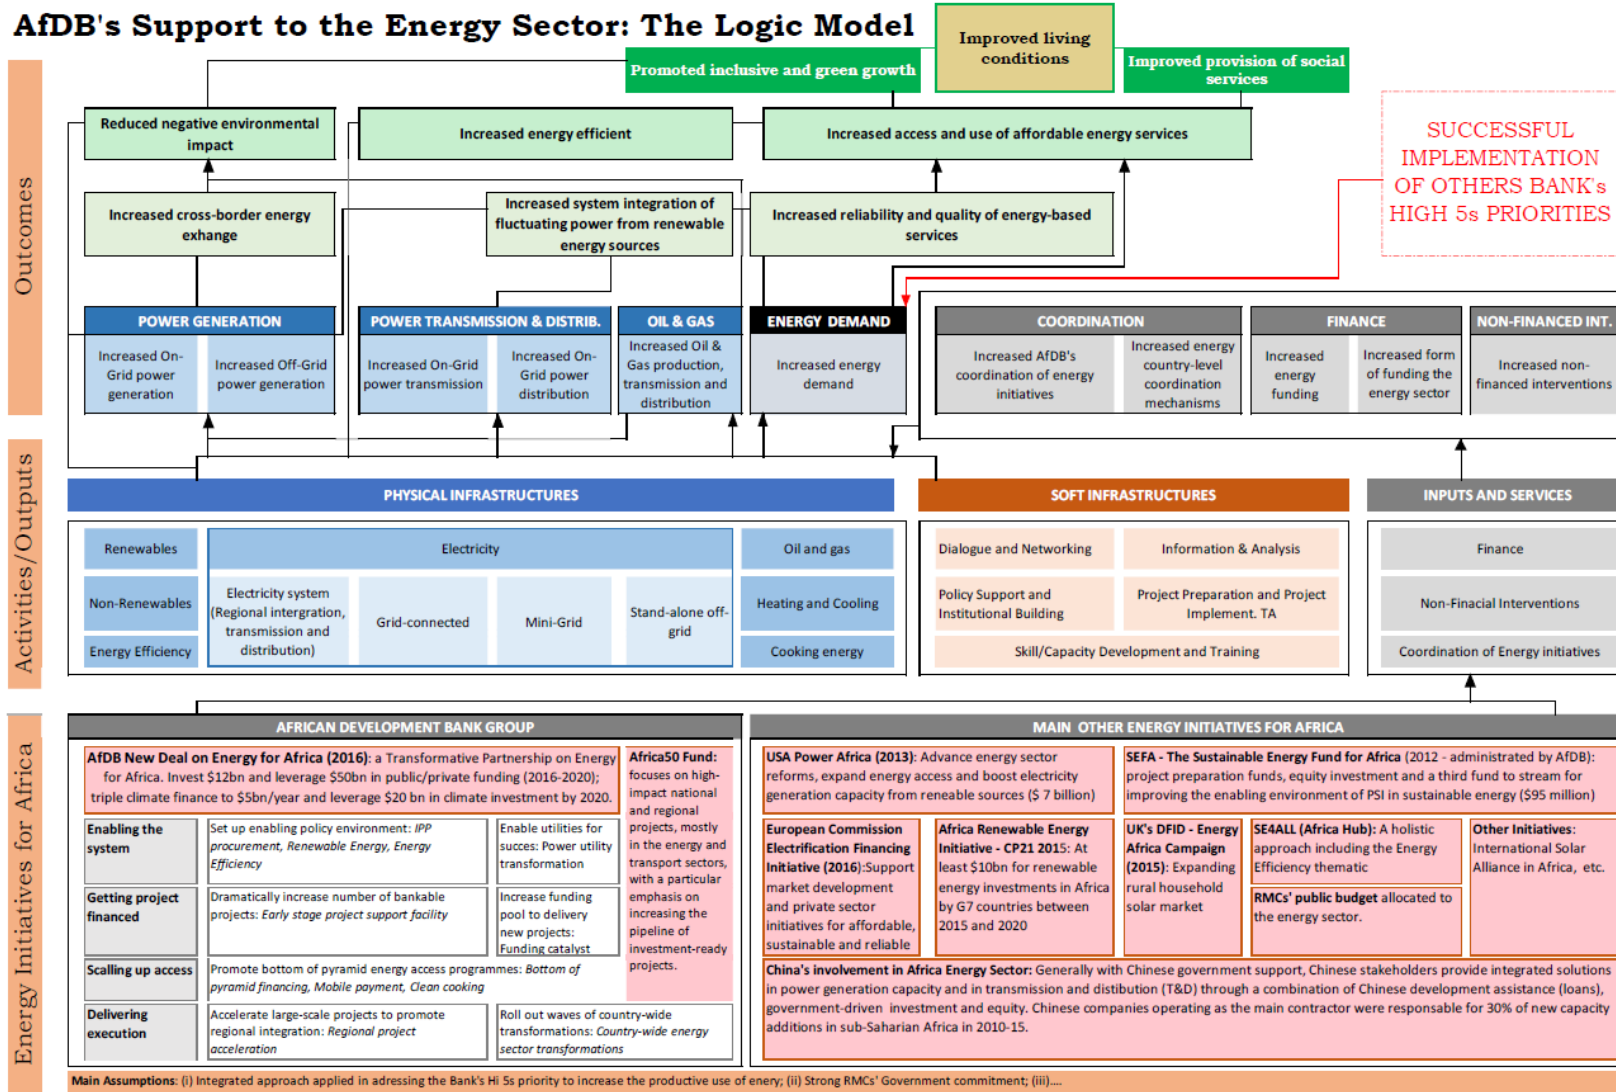 AfDB's Support to the Energy Sector: The Logic Model
Improved living
conditions
Promoted inclusive and green growth
Improved provision of social
services
Outcomes
Reduced negative environmental
impact
Increased energy efficient
Increased access and use of affordable energy services
SUCCESSFUL
IMPLEMENTATION
OF OTHERS BANK's
HIGH 5s PRIORITIES
Increased cross-border energy
exhange
Increased system integration of
fluctuating power from renewable
energy sources
Increased reliability and quality of energy-based
services
POWER GENERATION
Increased On-
Grid power
generation
Increased Off-Grid
power generation
POWER TRANSMISSION & DISTRIB.
Increased On-Grid
power transmission
Increased On-
Grid power
distribution
OIL & GAS
Increased Oil &
Gas production,
transmission and
distribution
ENERGY DEMAND
Increased energy
demand
COORDINATION
Increased AfDB's
coordination of energy
initiatives
Increased energy
country-level
coordination
mechanisms
FINANCE
Increased
energy
funding
Increased form
of funding the
energy sector
NON-FINANCED INT.
Increased non-
financed interventions
Activities/Outputs
PHYSICAL INFRASTRUCTURES
Renewables
Non-Renewables
Energy Efficiency
Electricity
Electricity system
(Regional intergration,
transmission and
distribution)
Grid-connected
Mini-Grid
Stand-alone off-
grid
Oil and gas
Heating and Cooling
Cooking energy
SOFT INFRASTRUCTURES
Dialogue and Networking
Information & Analysis
Policy Support and
Institutional Building
Project Preparation and Project
Implement. TA
Skill/Capacity Development and Training
INPUTS AND SERVICES
Finance
Non-Finacial Interventions
Coordination of Energy initiatives
Energy Initiatives for Africa
AFRICAN DEVELOPMENT BANK GROUP
AfDB New Deal on Energy for Africa (2016): a Transformative Partnership on Energy
for Africa. Invest $12bn and leverage $50bn in public/private funding (2016-2020);
triple climate finance to $5bn/year and leverage $20 bn in climate investment by 2020.
Africa50 Fund:
focuses on high-
impact national
and regional
projects, mostly
in the energy and
transport sectors,
with a particular
emphasis on
increasing the
pipeline of
investment-ready
projects.
Enabling the
system
Set up enabling policy environment: IPP
procurement, Renewable Energy, Energy
Efficiency
Enable utilities for
succes: Power utility
transformation
Getting project
financed
Dramatically increase number of bankable
projects: Early stage project support facility
Increase funding
pool to delivery
new projects:
Funding catalyst
Scalling up access
Promote bottom of pyramid energy access programmes: Bottom of
pyramid financing, Mobile payment, Clean cooking
Delivering
execution
Accelerate large-scale projects to promote
regional integration: Regional project
acceleration
Roll out waves of country-wide
transformations: Country-wide energy
sector transformations
MAIN OTHER ENERGY INITIATIVES FOR AFRICA
USA Power Africa (2013): Advance energy sector
reforms, expand energy access and boost electricity
generation capacity from reneable sources ($ 7 billion)
SEFA - The Sustainable Energy Fund for Africa (2012 - administrated by AfDB):
project preparation funds, equity investment and a third fund to stream for
improving the enabling environment of PSI in sustainable energy ($95 million)
European Commission
Electrification Financing
Initiative (2016):Support
market development
and private sector
initiatives for affordable,
sustainable and reliable
Africa Renewable Energy
Initiative - CP21 2015: At
least $10bn for renewable
energy investments in Africa
by G7 countries between
2015 and 2020
UK's DFID - Energy
Africa Campaign
(2015): Expanding
rural household
solar market
SE4ALL (Africa Hub): A holistic
approach including the Energy
Efficiency thematic
RMCs' public budget allocated to
the energy sector.
Other Initiatives:
International Solar
Alliance in Africa, etc.
China's involvement in Africa Energy Sector: Generally with Chinese government support, Chinese stakeholders provide integrated solutions
in power generation capacity and in transmission and distibution (T&D) through a combination of Chinese development assistance (loans),
government-driven investment and equity. Chinese companies operating as the main contractor were responsible for 30% of new capacity
additions in sub-Saharian Africa in 2010-15.
Main Assumptions: (i) Integrated approach applied in adressing the Bank's Hi 5s priority to increase the productive use of enery; (ii) Strong RMCs' Government commitment; (iii)....